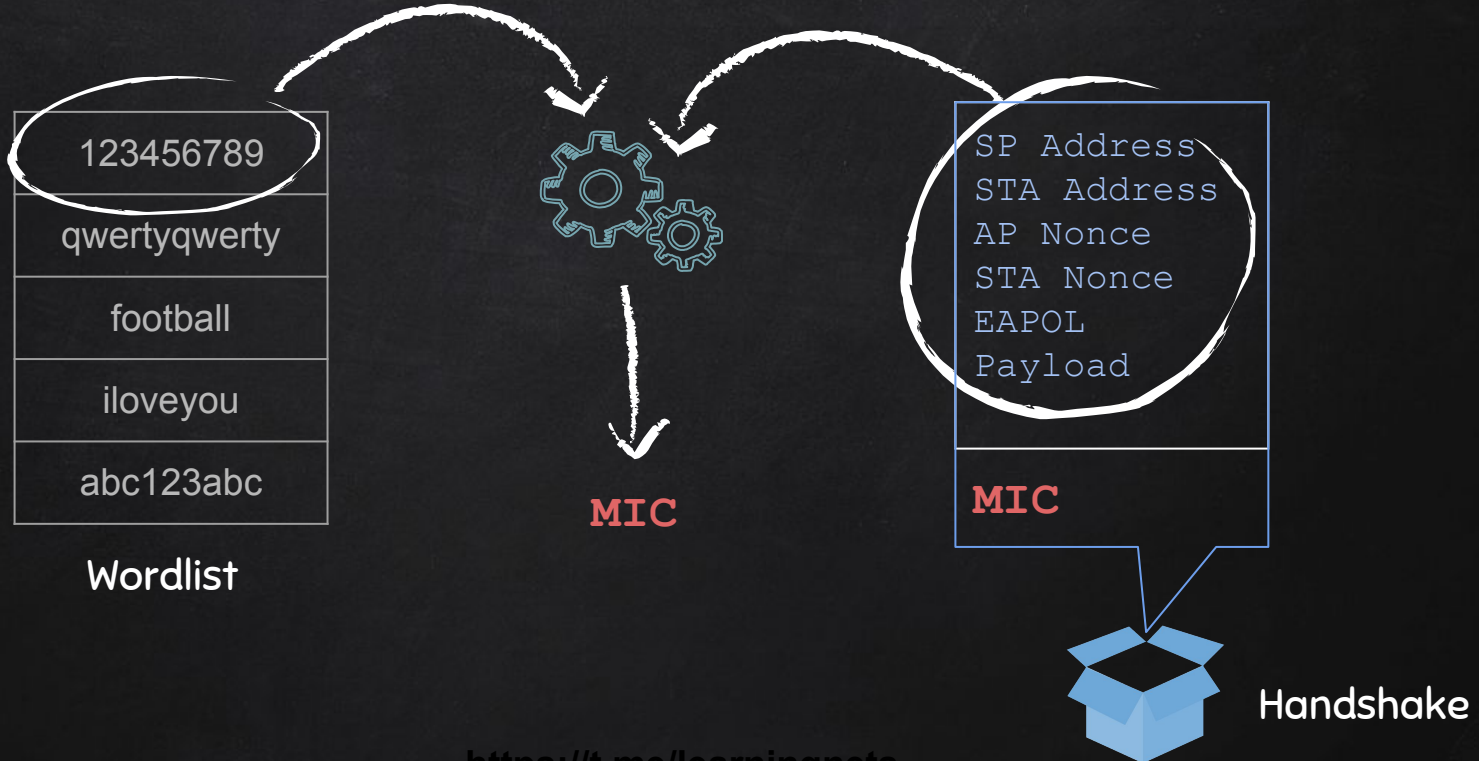 123456789
qwertyqwerty
football
iloveyou
abc123abc
Wordlist
MIC
SP Address
STA Address
AP Nonce
STA Nonce
EAPOL
Payload
MIC
Handshake